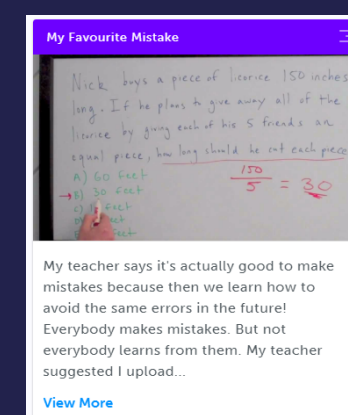 My Favourite Mistake
Nick buys a piece of licorice 150 inches
long. If he plans to give away all of the
licorice by giving each of his 5 friends an
equal piece, how long should he cut each piece
A) 60 feet
150
B) 30 feet
5 = 30
C) feet
feet
feet
My teacher says it's actually good to make
mistakes because then we learn how to
avoid the same errors in the future!
Everybody makes mistakes. But not
everybody learns from them. My teacher
suggested I upload...
View More